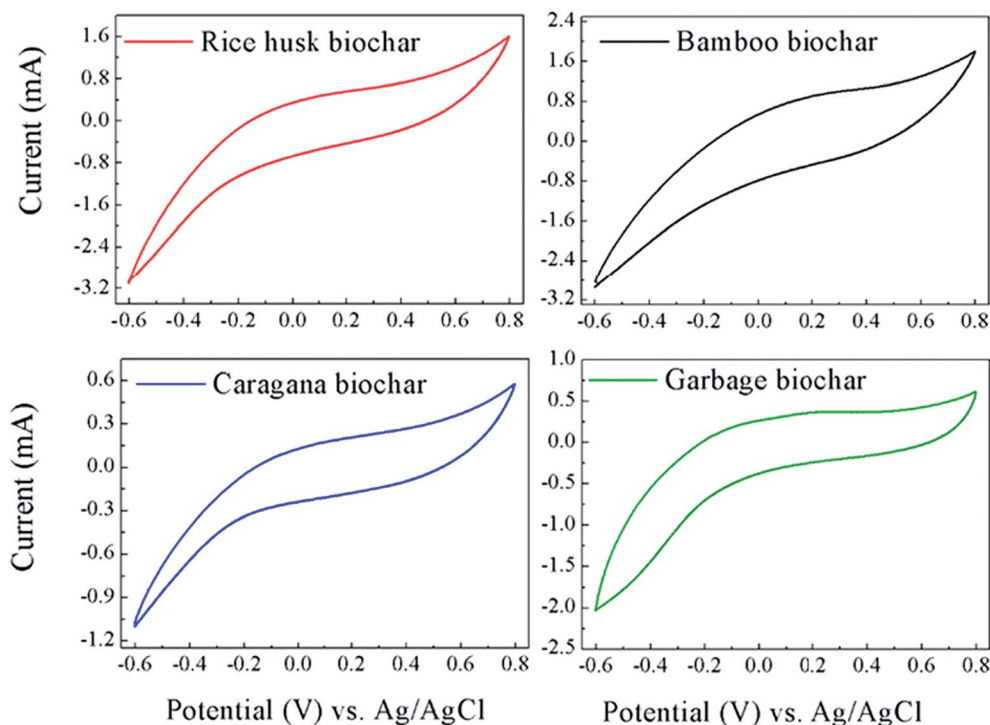 Rice husk biochar
1.6
0.8
0.0
-0.8
-1.6
-2.4
-3.2
-0.6 -0.4 -0.2 0.0 0.2 0.4 0.6 0.8
Current (mA)
Bamboo biochar
2.4
1.6
0.8
0.0
-0.8
-1.6
-2.4
-3.2
-0.6 -0.4 -0.2 0.0 0.2 0.4 0.6 0.8
Caragana biochar
0.6
0.3
0.0
-0.3
-0.6
-0.9
-1.2
-0.6 -0.4 -0.2 0.0 0.2 0.4 0.6 0.8
Current (mA)
Potential (V) vs. Ag/AgCl
Garbage biochar
1.0
0.5
0.0
-0.5
-1.0
-1.5
-2.0
-2.5
-0.6 -0.4 -0.2 0.0 0.2 0.4 0.6 0.8
Potential (V) vs. Ag/AgCl